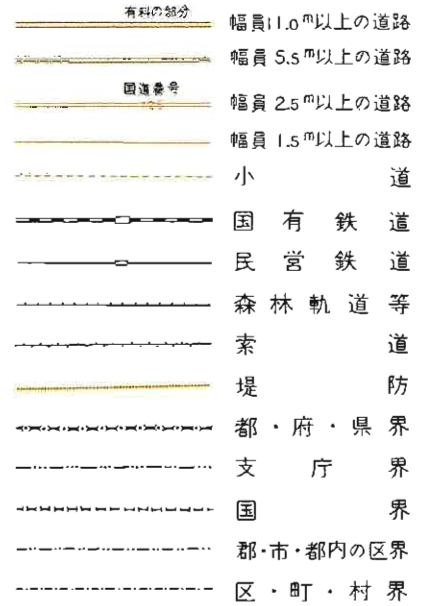 有料の部分
幅員11.0m以上の道路
幅員5.5m以上の道路
国道番号
幅員2.5m以上の道路
幅員1.5m以上の道路
小道
国有鉄道
民営鉄道
森林軌道等
索道
堤防
都・府・県界
支庁界
国界
郡・市・都内の区界
区・町・村界